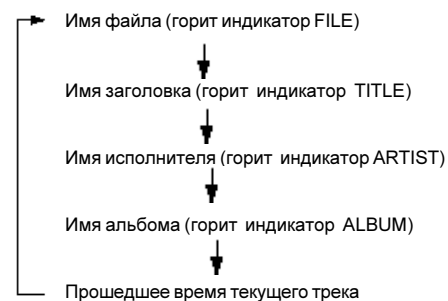 Имя файла (горит индикатор FILE)
Имя заголовка (горит индикатор TITLE)
Имя исполнителя (горит индикатор ARTIST)
Имя альбома (горит индикатор ALBUM)
Прошедшее время текущего трека